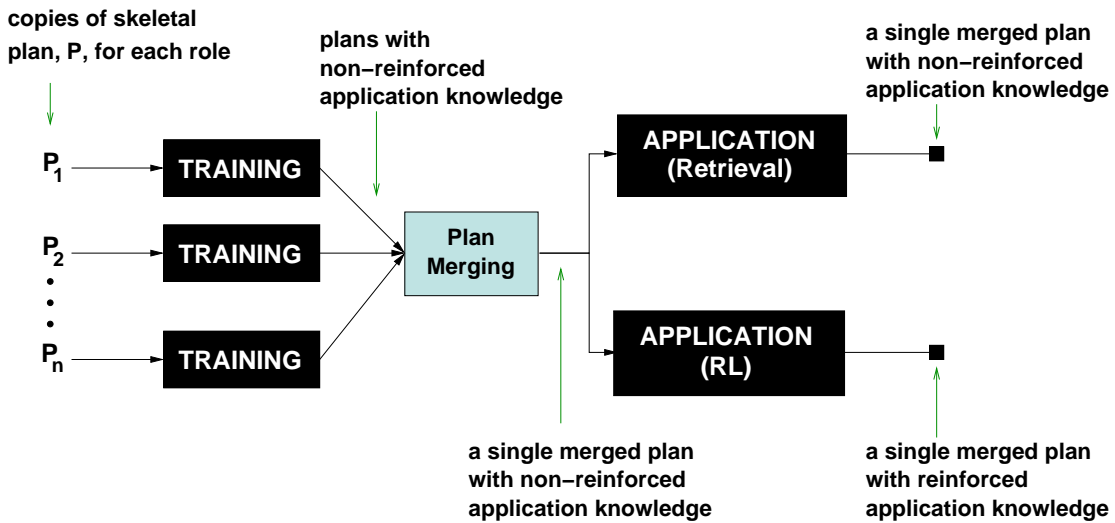 copies of skeletal
plan, P, for each role
plans with
non−reinforced
application knowledge
a single merged plan
with non−reinforced
application knowledge
P1
TRAINING
P2
TRAINING
Pn
TRAINING
Plan
Merging
APPLICATION
(Retrieval)
APPLICATION
(RL)
a single merged plan
with non−reinforced
application knowledge
a single merged plan
with reinforced
application knowledge